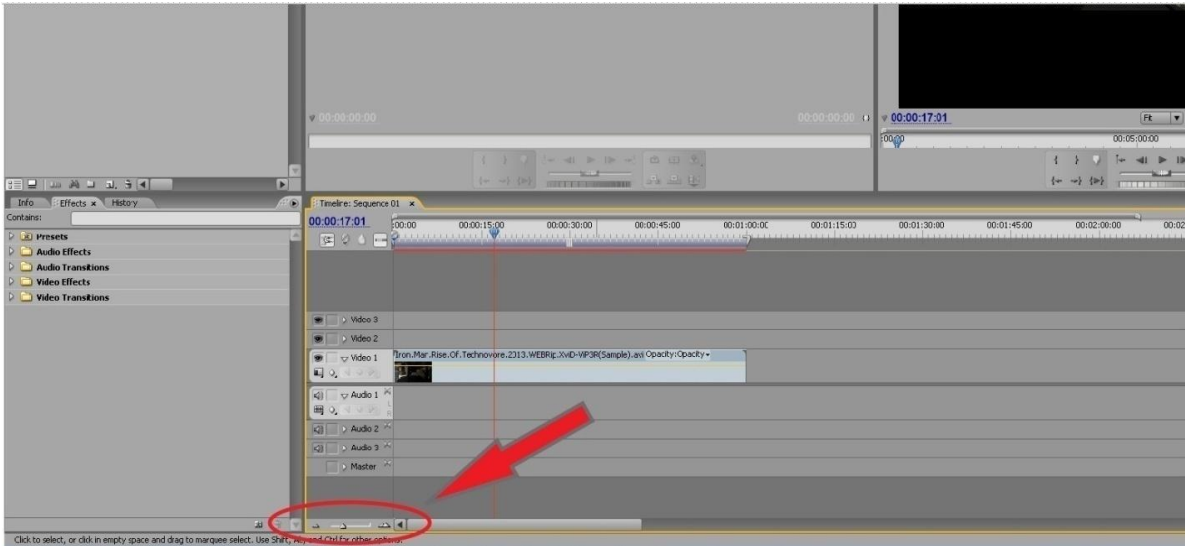 00:00:00:00
00:00:00:00
00:00:17:01
Fit
:00:00
00:05:00:00
Info
Effects x
History
Contains:
Presets
Audio Effects
Audio Transitions
Video Effects
Video Transitions
Timeline: Sequence 01 x
00:00:17:01
:00:00
00:00:15:00
00:00:30:00
00:00:45:00
00:01:00:00
00:01:15:00
00:01:30:00
00:01:45:00
00:02:00:00
00:02
Video 3
Video 2
Video 1
Iron.Man.Rise.Of.Technovore.2013.WEBRip.XviD-ViP3R(Sample).avi Opacity:Opacity
Audio 1
L
R
Audio 2
Audio 3
Master
Click to select, or click in empty space and drag to marquee select. Use Shift, Alt, and Ctrl for other options.